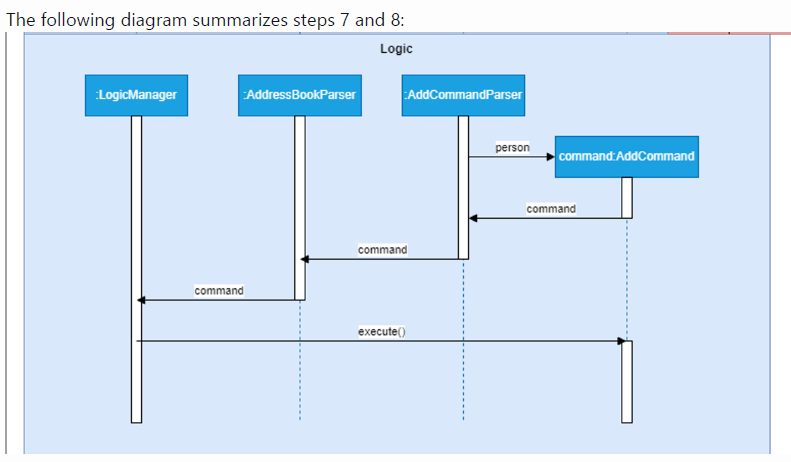 The following diagram summarizes steps 7 and 8:
Logic
:LogicManager
:AddressBookParser
:AddCommandParser
person
command:AddCommand
command
command
command
execute()